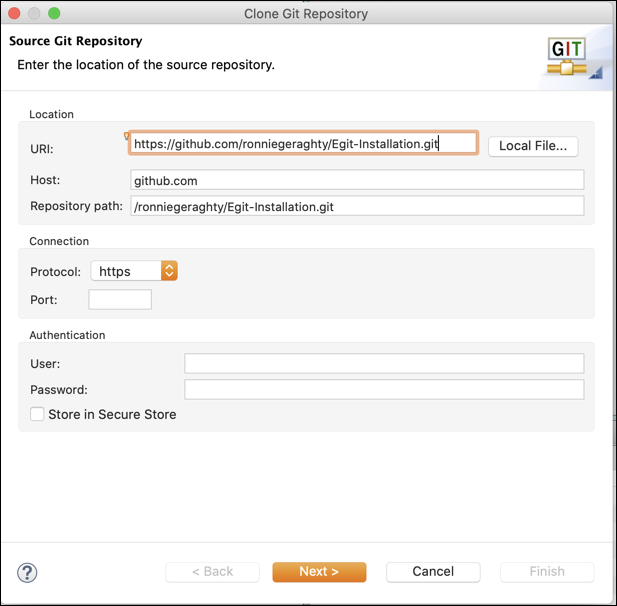 Clone Git Repository
Source Git Repository
Enter the location of the source repository.
GIT
Location
URI: https://github.com/ronniegeraghty/Egit-Installation.git Local File...
Host: github.com
Repository path: /ronniegeraghty/Egit-Installation.git
Connection
Protocol: https
Port:
Authentication
User:
Password:
Store in Secure Store
? < Back Next > Cancel Finish